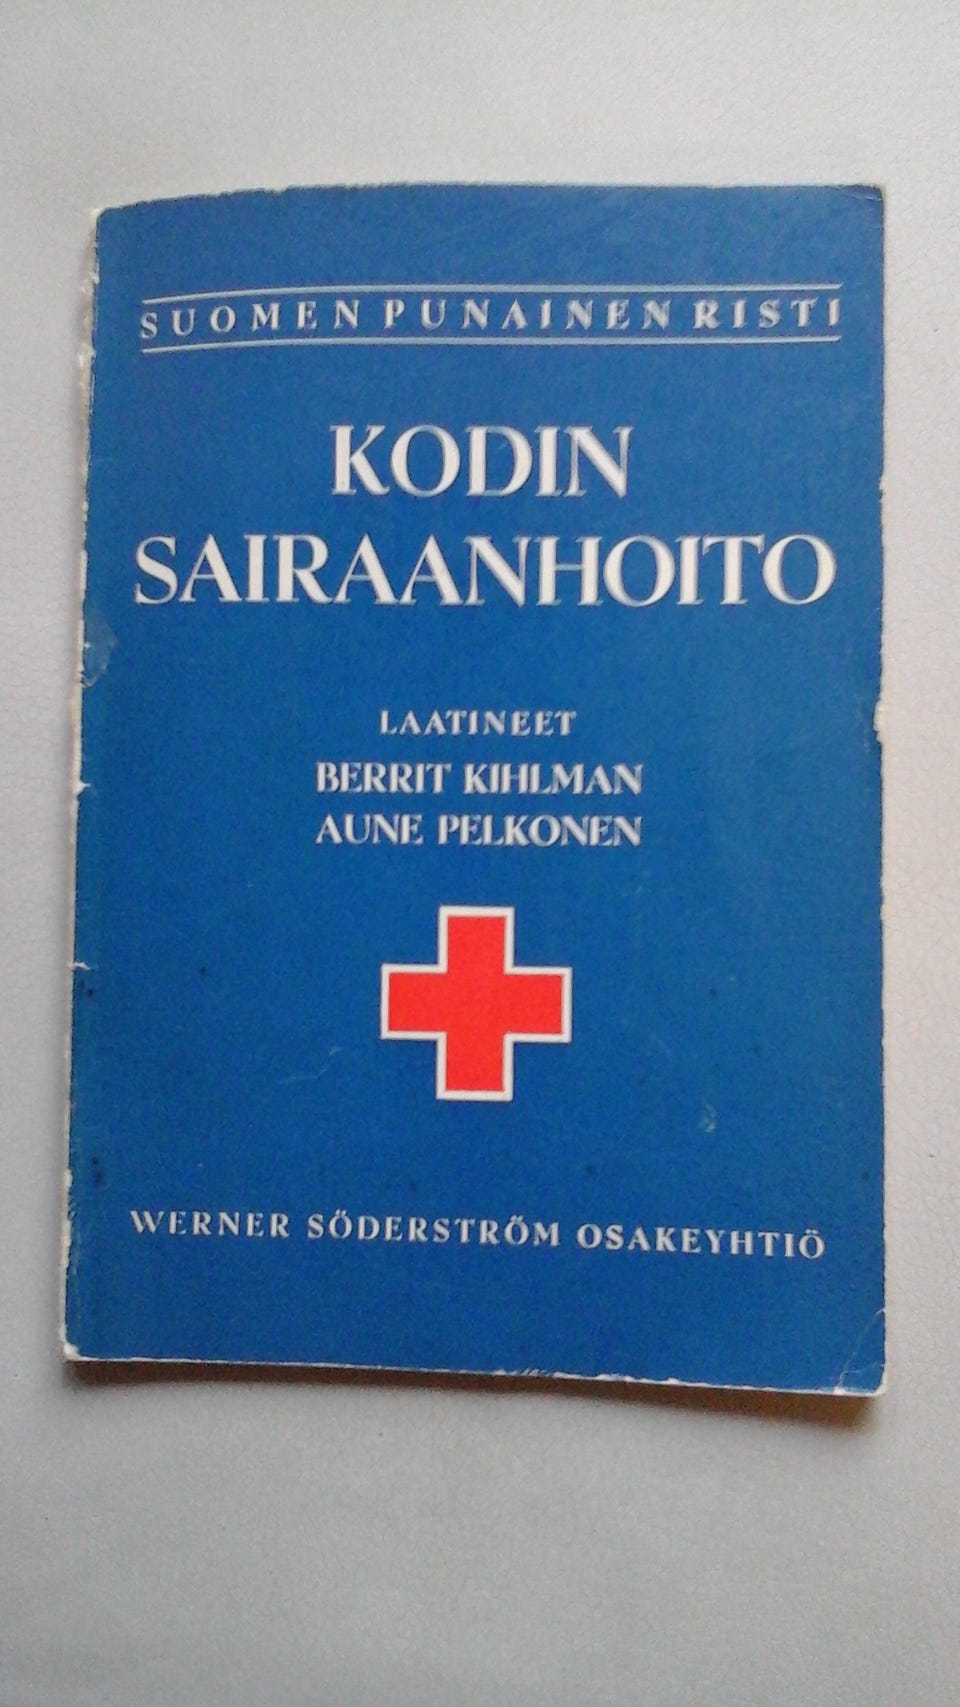 SUOMEN PUNAINEN RISTI
KODIN
SAIRAANHOITO
LAATINEET
BERRIT KIHLMAN
AUNE PELKONEN
WERNER SÖDERSTRÖM OSAKEYHTIÖ